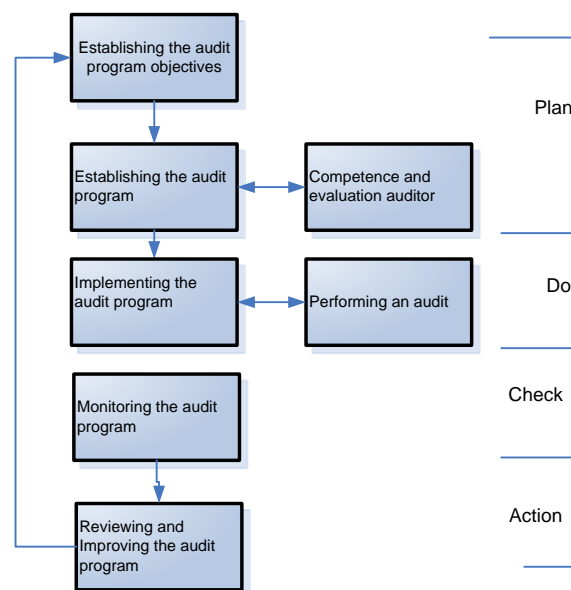 Establishing the audit
program objectives
Plan
Establishing the audit
program
Competence and
evaluation auditor
Implementing the
audit program
Performing an audit
Do
Monitoring the audit
program
Check
Reviewing and
Improving the audit
program
Action